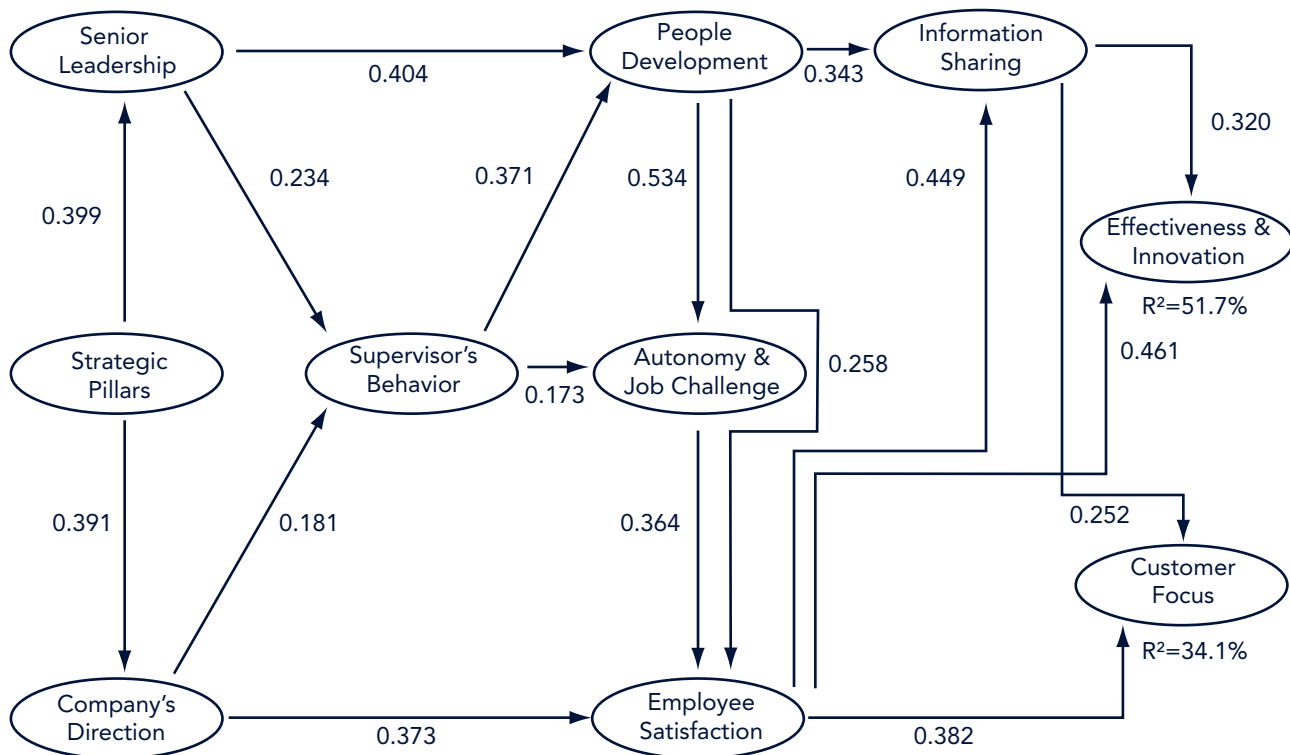 Senior
Leadership
People
Development
Information
Sharing
0.404
0.343
0.320
0.234
0.371
0.534
0.449
0.399
Effectiveness &
Innovation
R²=51.7%
Strategic
Pillars
Supervisor's
Behavior
Autonomy &
Job Challenge
0.173
0.258
0.461
0.391
0.181
0.364
0.252
Customer
Focus
R²=34.1%
Company's
Direction
Employee
Satisfaction
0.373
0.382